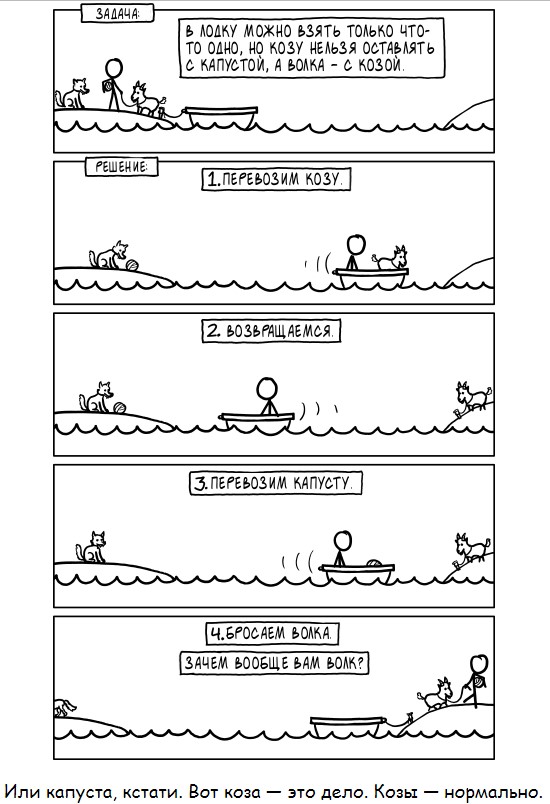 ЗАДАЧА:
В ЛОДКУ МОЖНО ВЗЯТЬ ТОЛЬКО ЧТО-
ТО ОДНО, НО КОЗУ НЕЛЬЗЯ ОСТАВЛЯТЬ
С КАПУСТОЙ, А ВОЛКА – С КОЗОЙ.
РЕШЕНИЕ:
1. ПЕРЕВОЗИМ КОЗУ.
2. ВОЗВРАЩАЕМСЯ.
3. ПЕРЕВОЗИМ КАПУСТУ.
4. БРОСАЕМ ВОЛКА.
ЗАЧЕМ ВООБЩЕ ВАМ ВОЛК?
Или капуста, кстати. Вот коза — это дело. Козы — нормально.